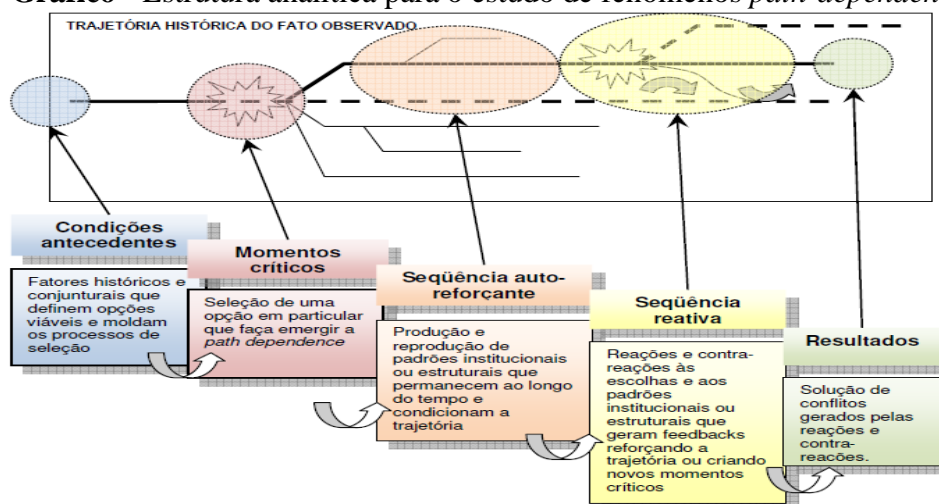 Gráfico - Estrutura analítica para o estudo de fenômenos path-dependen
TRAJETÓRIA HISTÓRICA DO FATO OBSERVADO
Condições
antecedentes
Fatores históricos e
conjunturais que
definem opções
viáveis e moldam
os processos de
seleção
Momentos
críticos
Seleção de uma
opção em particular
que faça emergir a
path dependence
Seqüência auto-
reforçante
Produção e
reprodução de
padrões institucionais
ou estruturais que
permanecem ao longo
do tempo e
condicionam a
trajetória
Seqüência
reativa
Reações e contra-
reações às
escolhas e aos
padrões
institucionais ou
estruturais que
geram feedbacks
reforçando a
trajetória ou criando
novos momentos
críticos
Resultados
Solução de
conflitos
gerados pelas
reações e
contra-
reações.